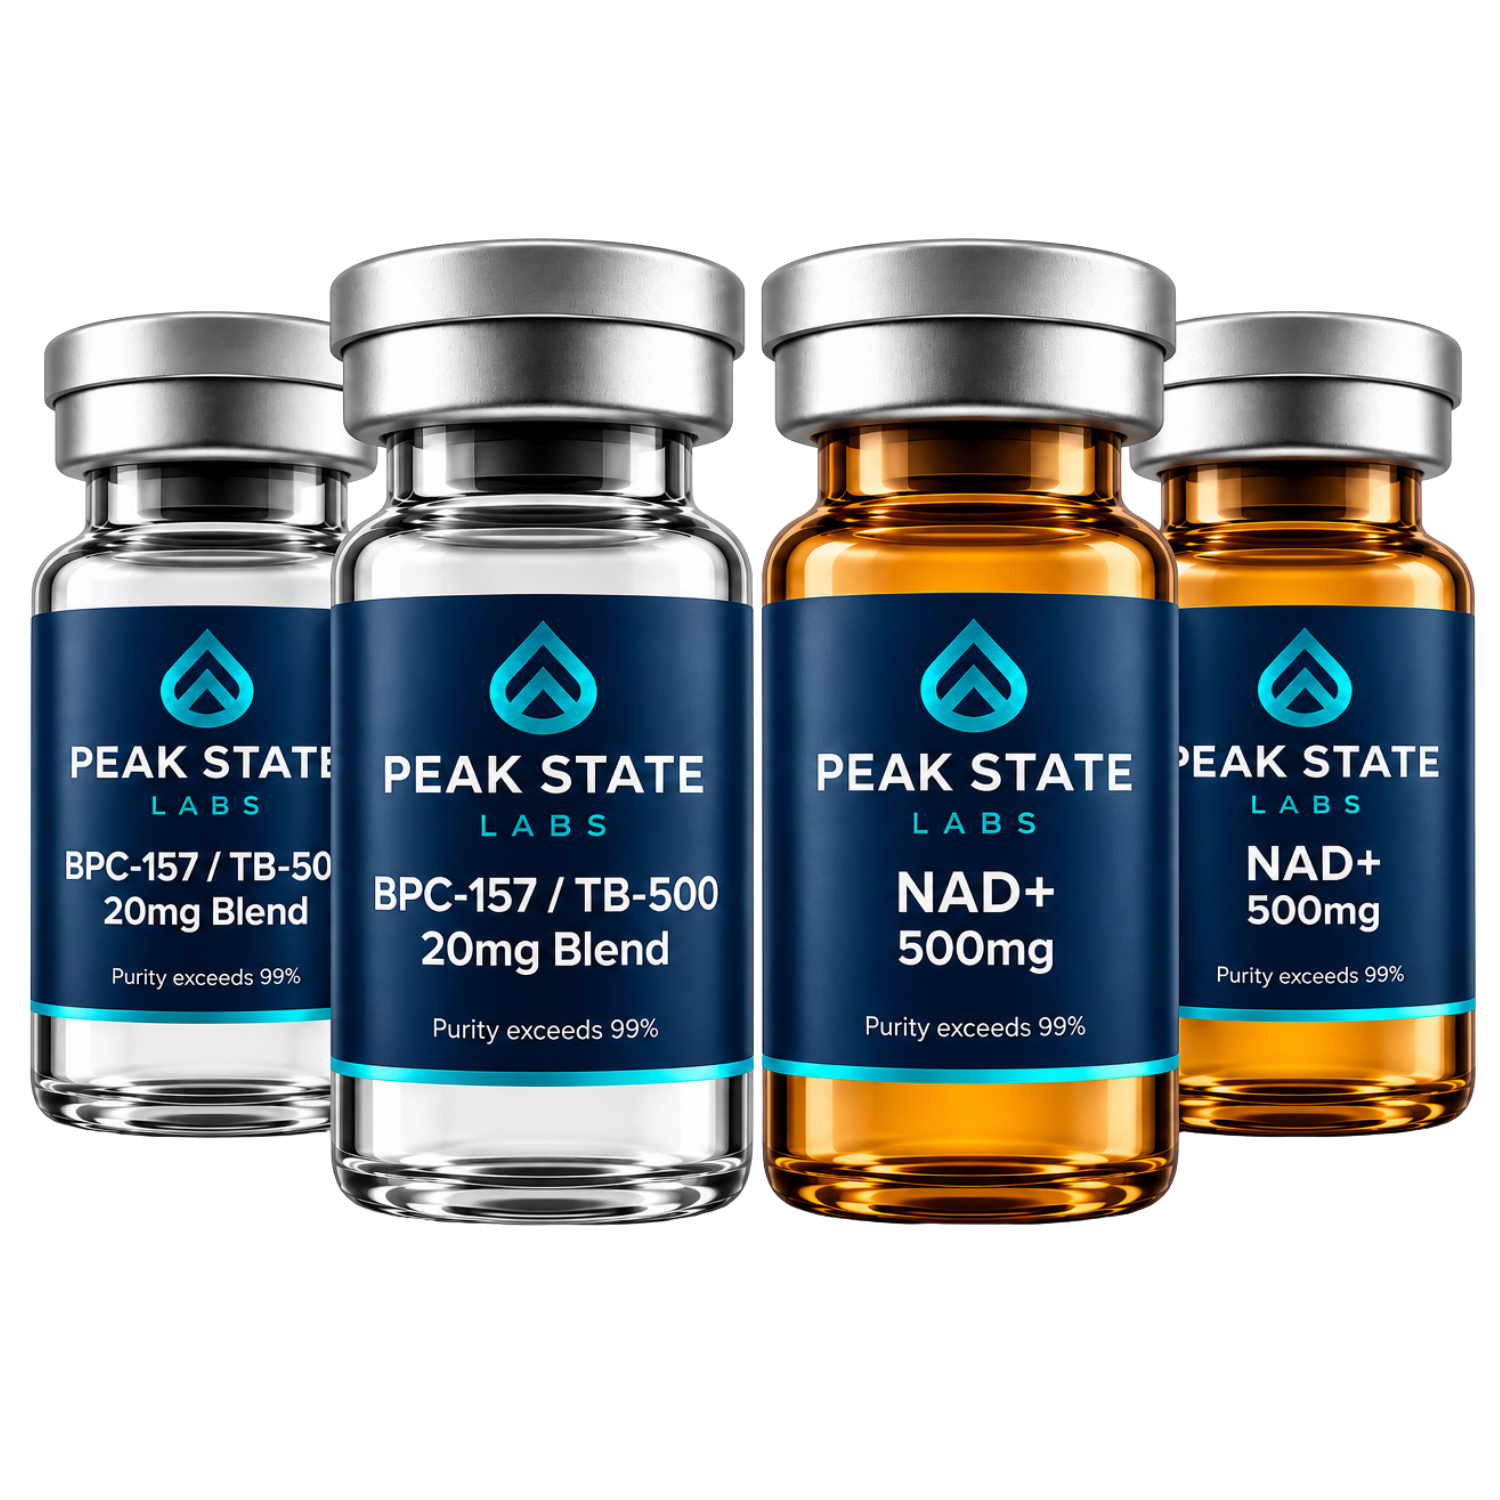 PEAK STATE
LABS
BPC-157 / TB-50
20mg Blend
Purity exceeds 99%
PEAK STATE
LABS
BPC-157 / TB-500
20mg Blend
Purity exceeds 99%
PEAK STATE
LABS
NAD+
500mg
Purity exceeds 99%
PEAK STATE
LABS
NAD+
500mg
Purity exceeds 99%